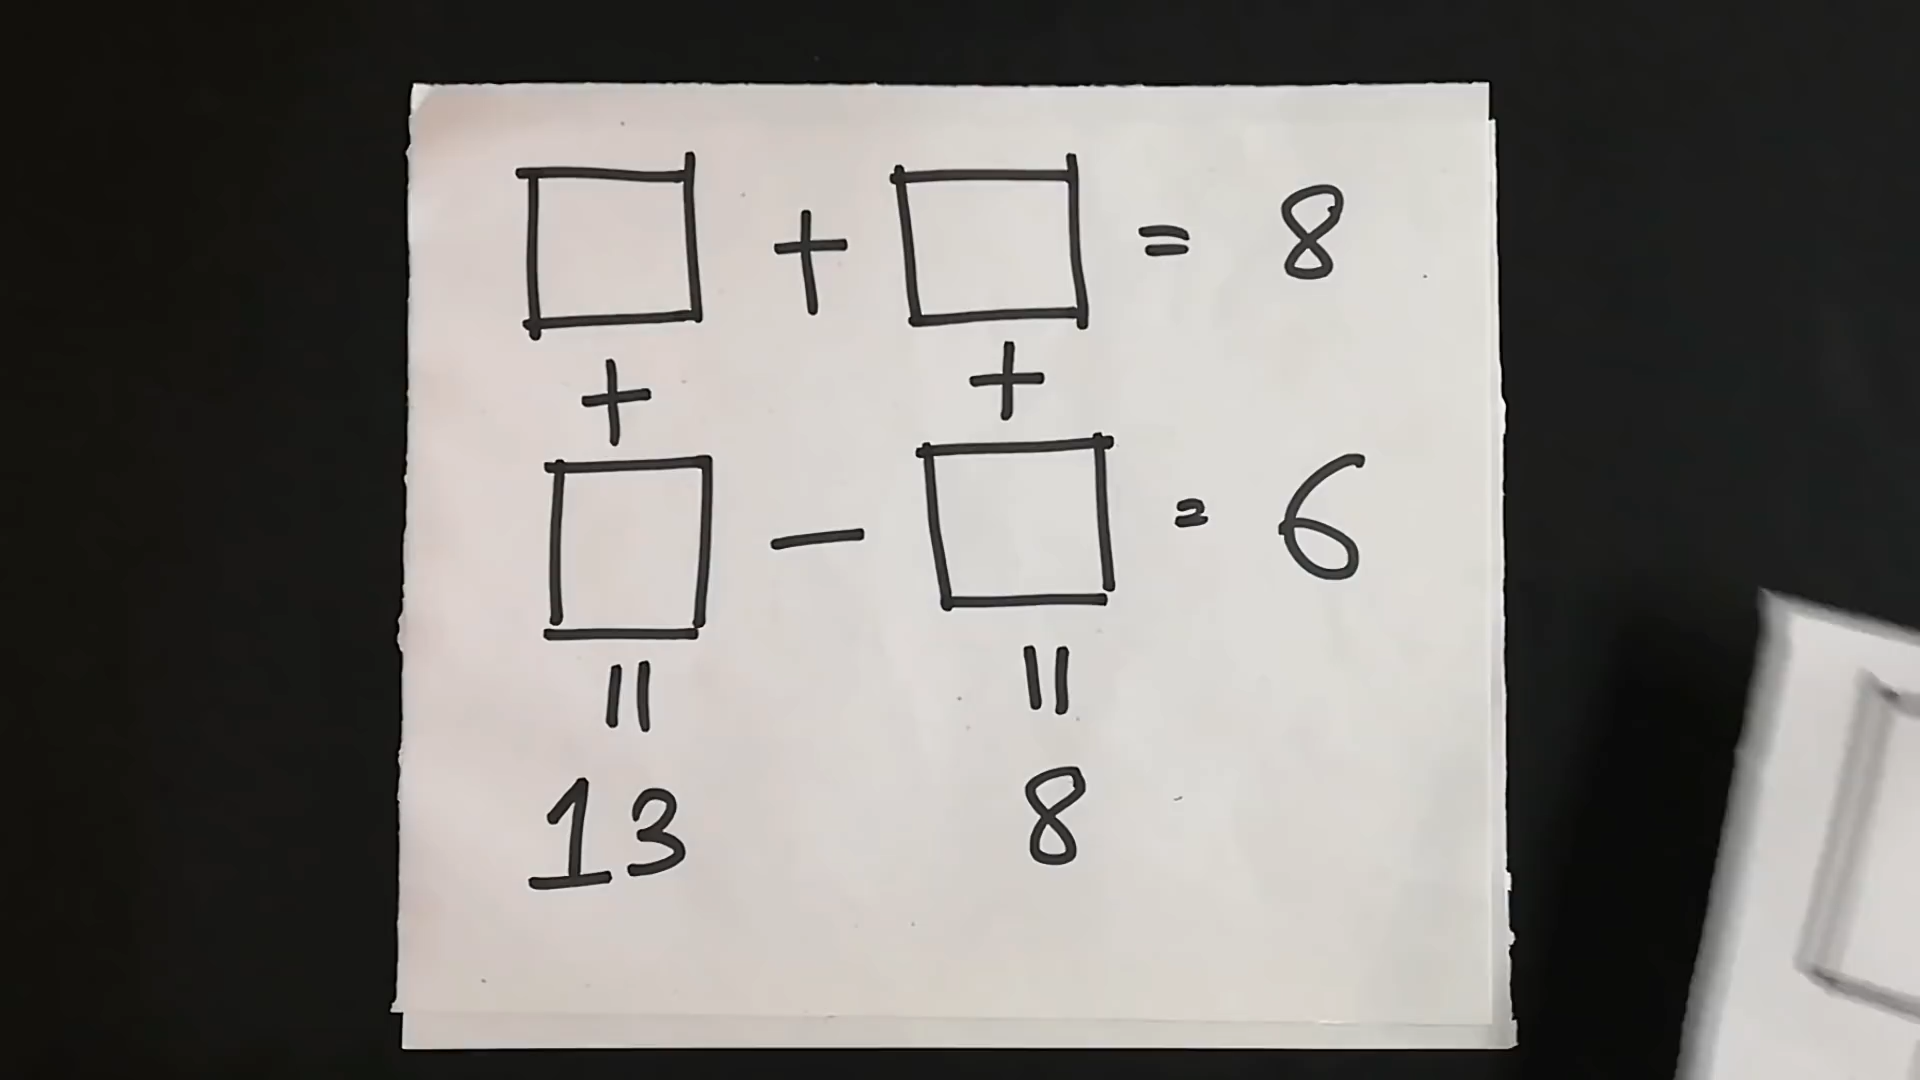 □ + □ = 8
+ +
□ - □ = 6
= =
13 8